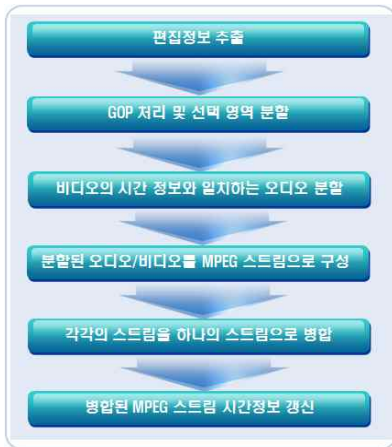 편집정보 추출
GOP 처리 및 선택 영역 분할
비디오의 시간 정보와 일치하는 오디오 분할
분할된 오디오/비디오를 MPEG 스트림으로 구성
각각의 스트림을 하나의 스트림으로 병합
병합된 MPEG 스트림 시간정보 갱신